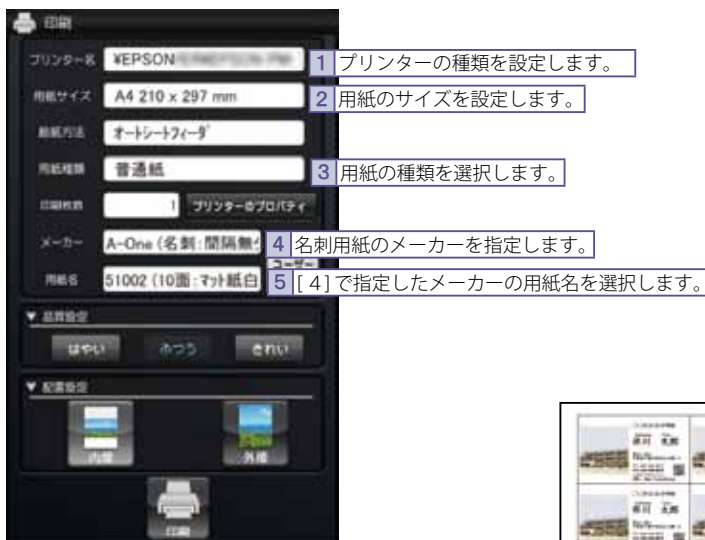 印刷
プリンター名 ¥EPSON
1 プリンターの種類を設定します。
用紙サイズ A4 210 x 297 mm
2 用紙のサイズを設定します。
給紙方法 オートシートフィーダ
用紙種類 普通紙
3 用紙の種類を選択します。
印刷枚数 1 プリンターのプロパティ
メーカー A-One (名刺:間隔無
4 名刺用紙のメーカーを指定します。
ユーザー
用紙名 51002 (10面:マット紙白
5 [4]で指定したメーカーの用紙名を選択します。
▼ 品質設定
はやい ふつう きれい
▼ 配置設定
内接 外接
印刷